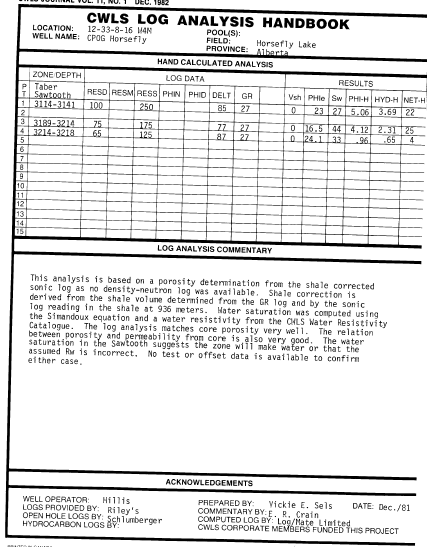 CWLS JOURNAL VOL. 11, NO. 1 DEC. 1982
CWLS LOG ANALYSIS HANDBOOK
LOCATION: 12-33-8-16 W4M POOL(S):
WELL NAME: CPOG Horsefly FIELD: Horsefly Lake
PROVINCE: Alberta
HAND CALCULATED ANALYSIS
ZONE/DEPTH LOG DATA RESULTS
PT Taber Sawtooth RESD RESM RESS PHIN PHID DELT GR Vsh PHIe Sw PHI-H HYD-H NET-H
1 3114-3141 100 250 85 27 0 23 27 5.06 3.69 22
2
3 3189-3214 75 175 77 27 0 16.5 44 4.12 2.31 25
4 3214-3218 65 125 87 27 0 24.1 33 .96 .65 4
5
6
7
8
9
10
11
12
13
14
15
LOG ANALYSIS COMMENTARY
This analysis is based on a porosity determination from the shale corrected
sonic log as no density-neutron log was available. Shale correction is
derived from the shale volume determined from the GR log and by the sonic
log reading in the shale at 936 meters. Water saturation was computed using
the Simandoux equation and a water resistivity from the CWLS Water Resistivity
Catalogue. The log analysis matches core porosity very well. The relation
between porosity and permeability from core is also very good. The water
saturation in the Sawtooth suggests the zone will make water or that the
assumed Rw is incorrect. No test or offset data is available to confirm
either case.
ACKNOWLEDGEMENTS
WELL OPERATOR: Hillis PREPARED BY: Vickie E. Sels DATE: Dec./81
LOGS PROVIDED BY: Riley's COMMENTARY BY: E. R. Crain
OPEN HOLE LOGS BY: Schlumberger COMPUTED LOG BY: Log/Mate Limited
HYDROCARBON LOGS BY: CWLS CORPORATE MEMBERS FUNDED THIS PROJECT